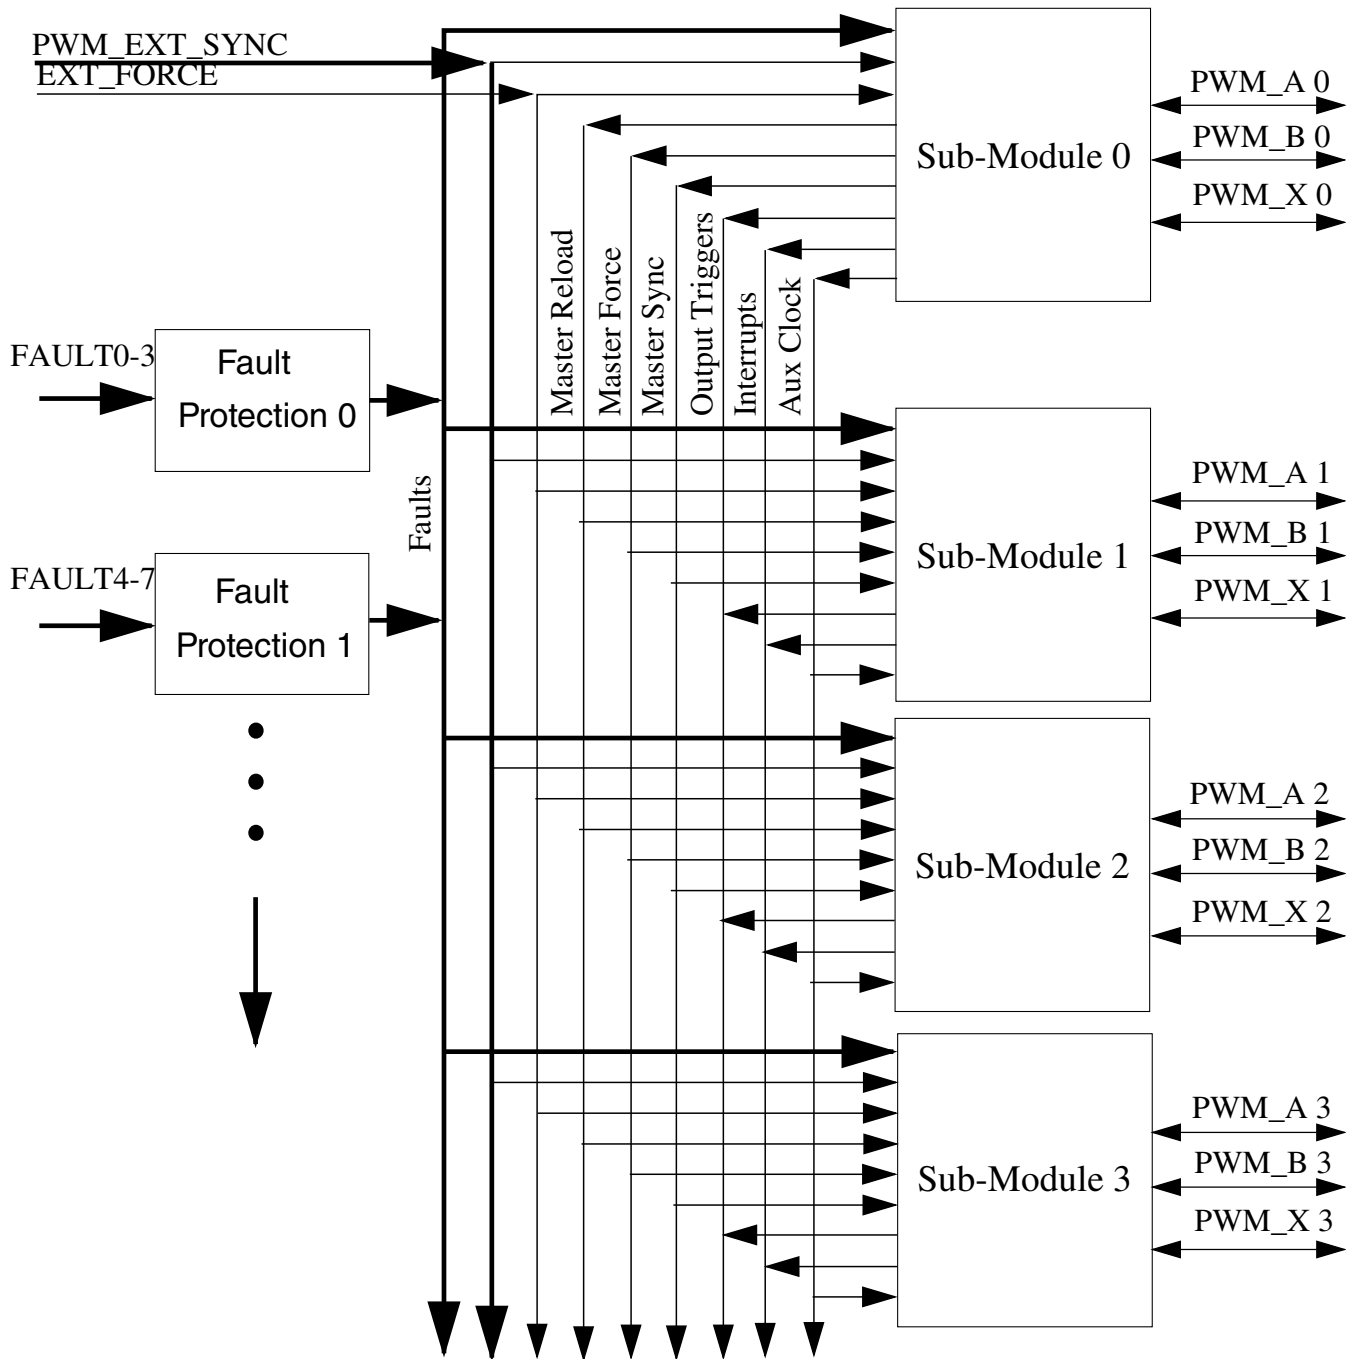 PWM_EXT_SYNC
EXT_FORCE
PWM_A 0
PWM_B 0
PWM_X 0
Sub-Module 0
Master Reload
Master Force
Master Sync
Output Triggers
Interrupts
Aux Clock
FAULT0-3
Fault
Protection 0
Faults
PWM_A 1
PWM_B 1
PWM_X 1
Sub-Module 1
FAULT4-7
Fault
Protection 1
PWM_A 2
PWM_B 2
PWM_X 2
Sub-Module 2
PWM_A 3
PWM_B 3
PWM_X 3
Sub-Module 3